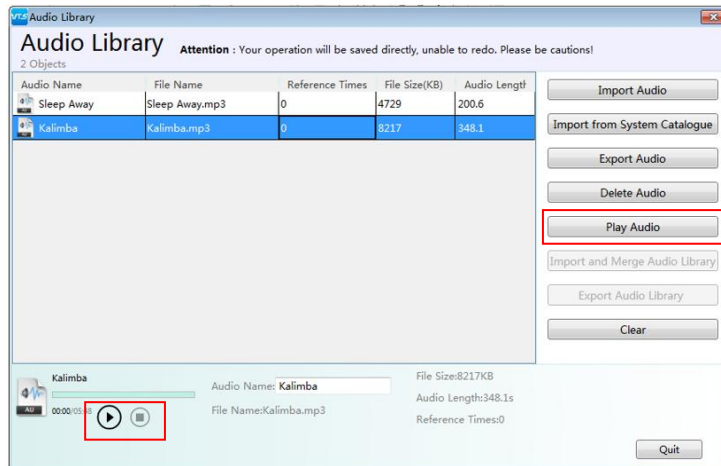 VTS Audio Library
Audio Library Attention : Your operation will be saved directly, unable to redo. Please be cautions!
2 Objects
Audio Name File Name Reference Times File Size(KB) Audio Length
Sleep Away Sleep Away.mp3 0 4729 200.6
Kalimba Kalimba.mp3 0 8217 348.1
Import Audio
Import from System Catalogue
Export Audio
Delete Audio
Play Audio
Import and Merge Audio Library
Export Audio Library
Clear
Kalimba
AU 00:00/05:48
Audio Name: Kalimba
File Name:Kalimba.mp3
File Size:8217KB
Audio Length:348.1s
Reference Times:0
Quit